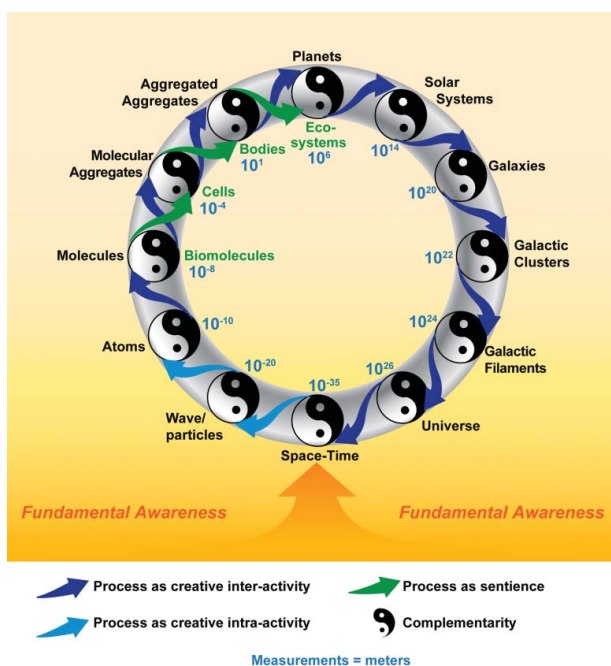 Planets
Aggregated
Aggregates
Solar
Systems
Eco-
systems
10^6
10^14
Bodies
10^1
Molecular
Aggregates
Galaxies
10^20
Cells
10^-4
Molecules
Biomolecules
10^-8
10^22
Galactic
Clusters
10^-10
10^24
Atoms
Galactic
Filaments
10^-20
10^-35
10^26
Wave/
particles
Universe
Space-Time
Fundamental Awareness
Fundamental Awareness
Process as creative inter-activity
Process as sentience
Process as creative intra-activity
Complementarity
Measurements = meters